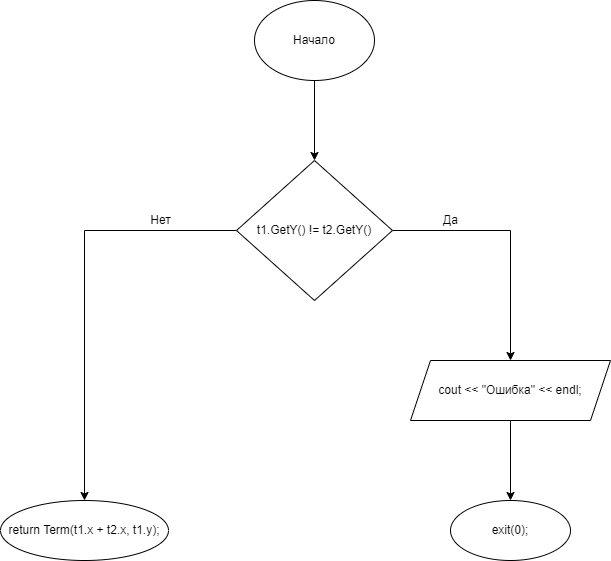 Начало
t1.GetY() != t2.GetY()
Нет
Да
cout << "Ошибка" << endl;
return Term(t1.x + t2.x, t1.y);
exit(0);